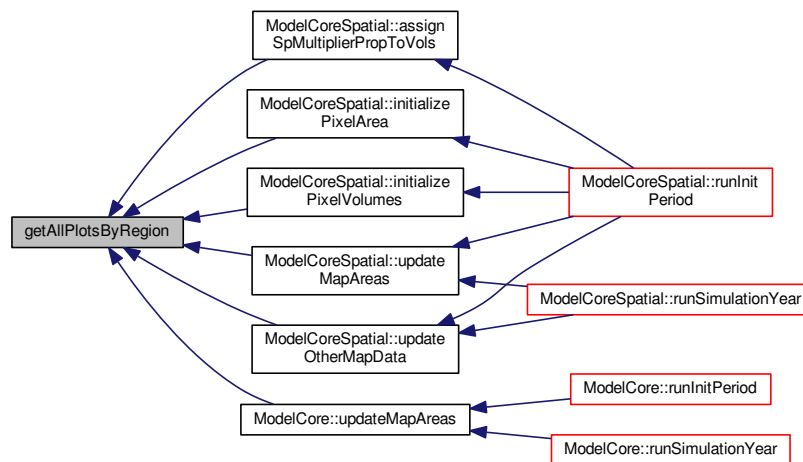 ModelCoreSpatial::assign
SpMultiplierPropToVols
ModelCoreSpatial::initialize
PixelArea
ModelCoreSpatial::initialize
PixelVolumes
ModelCoreSpatial::runInit
Period
getAllPlotsByRegion
ModelCoreSpatial::update
MapAreas
ModelCoreSpatial::runSimulationYear
ModelCoreSpatial::update
OtherMapData
ModelCore::runInitPeriod
ModelCore::updateMapAreas
ModelCore::runSimulationYear